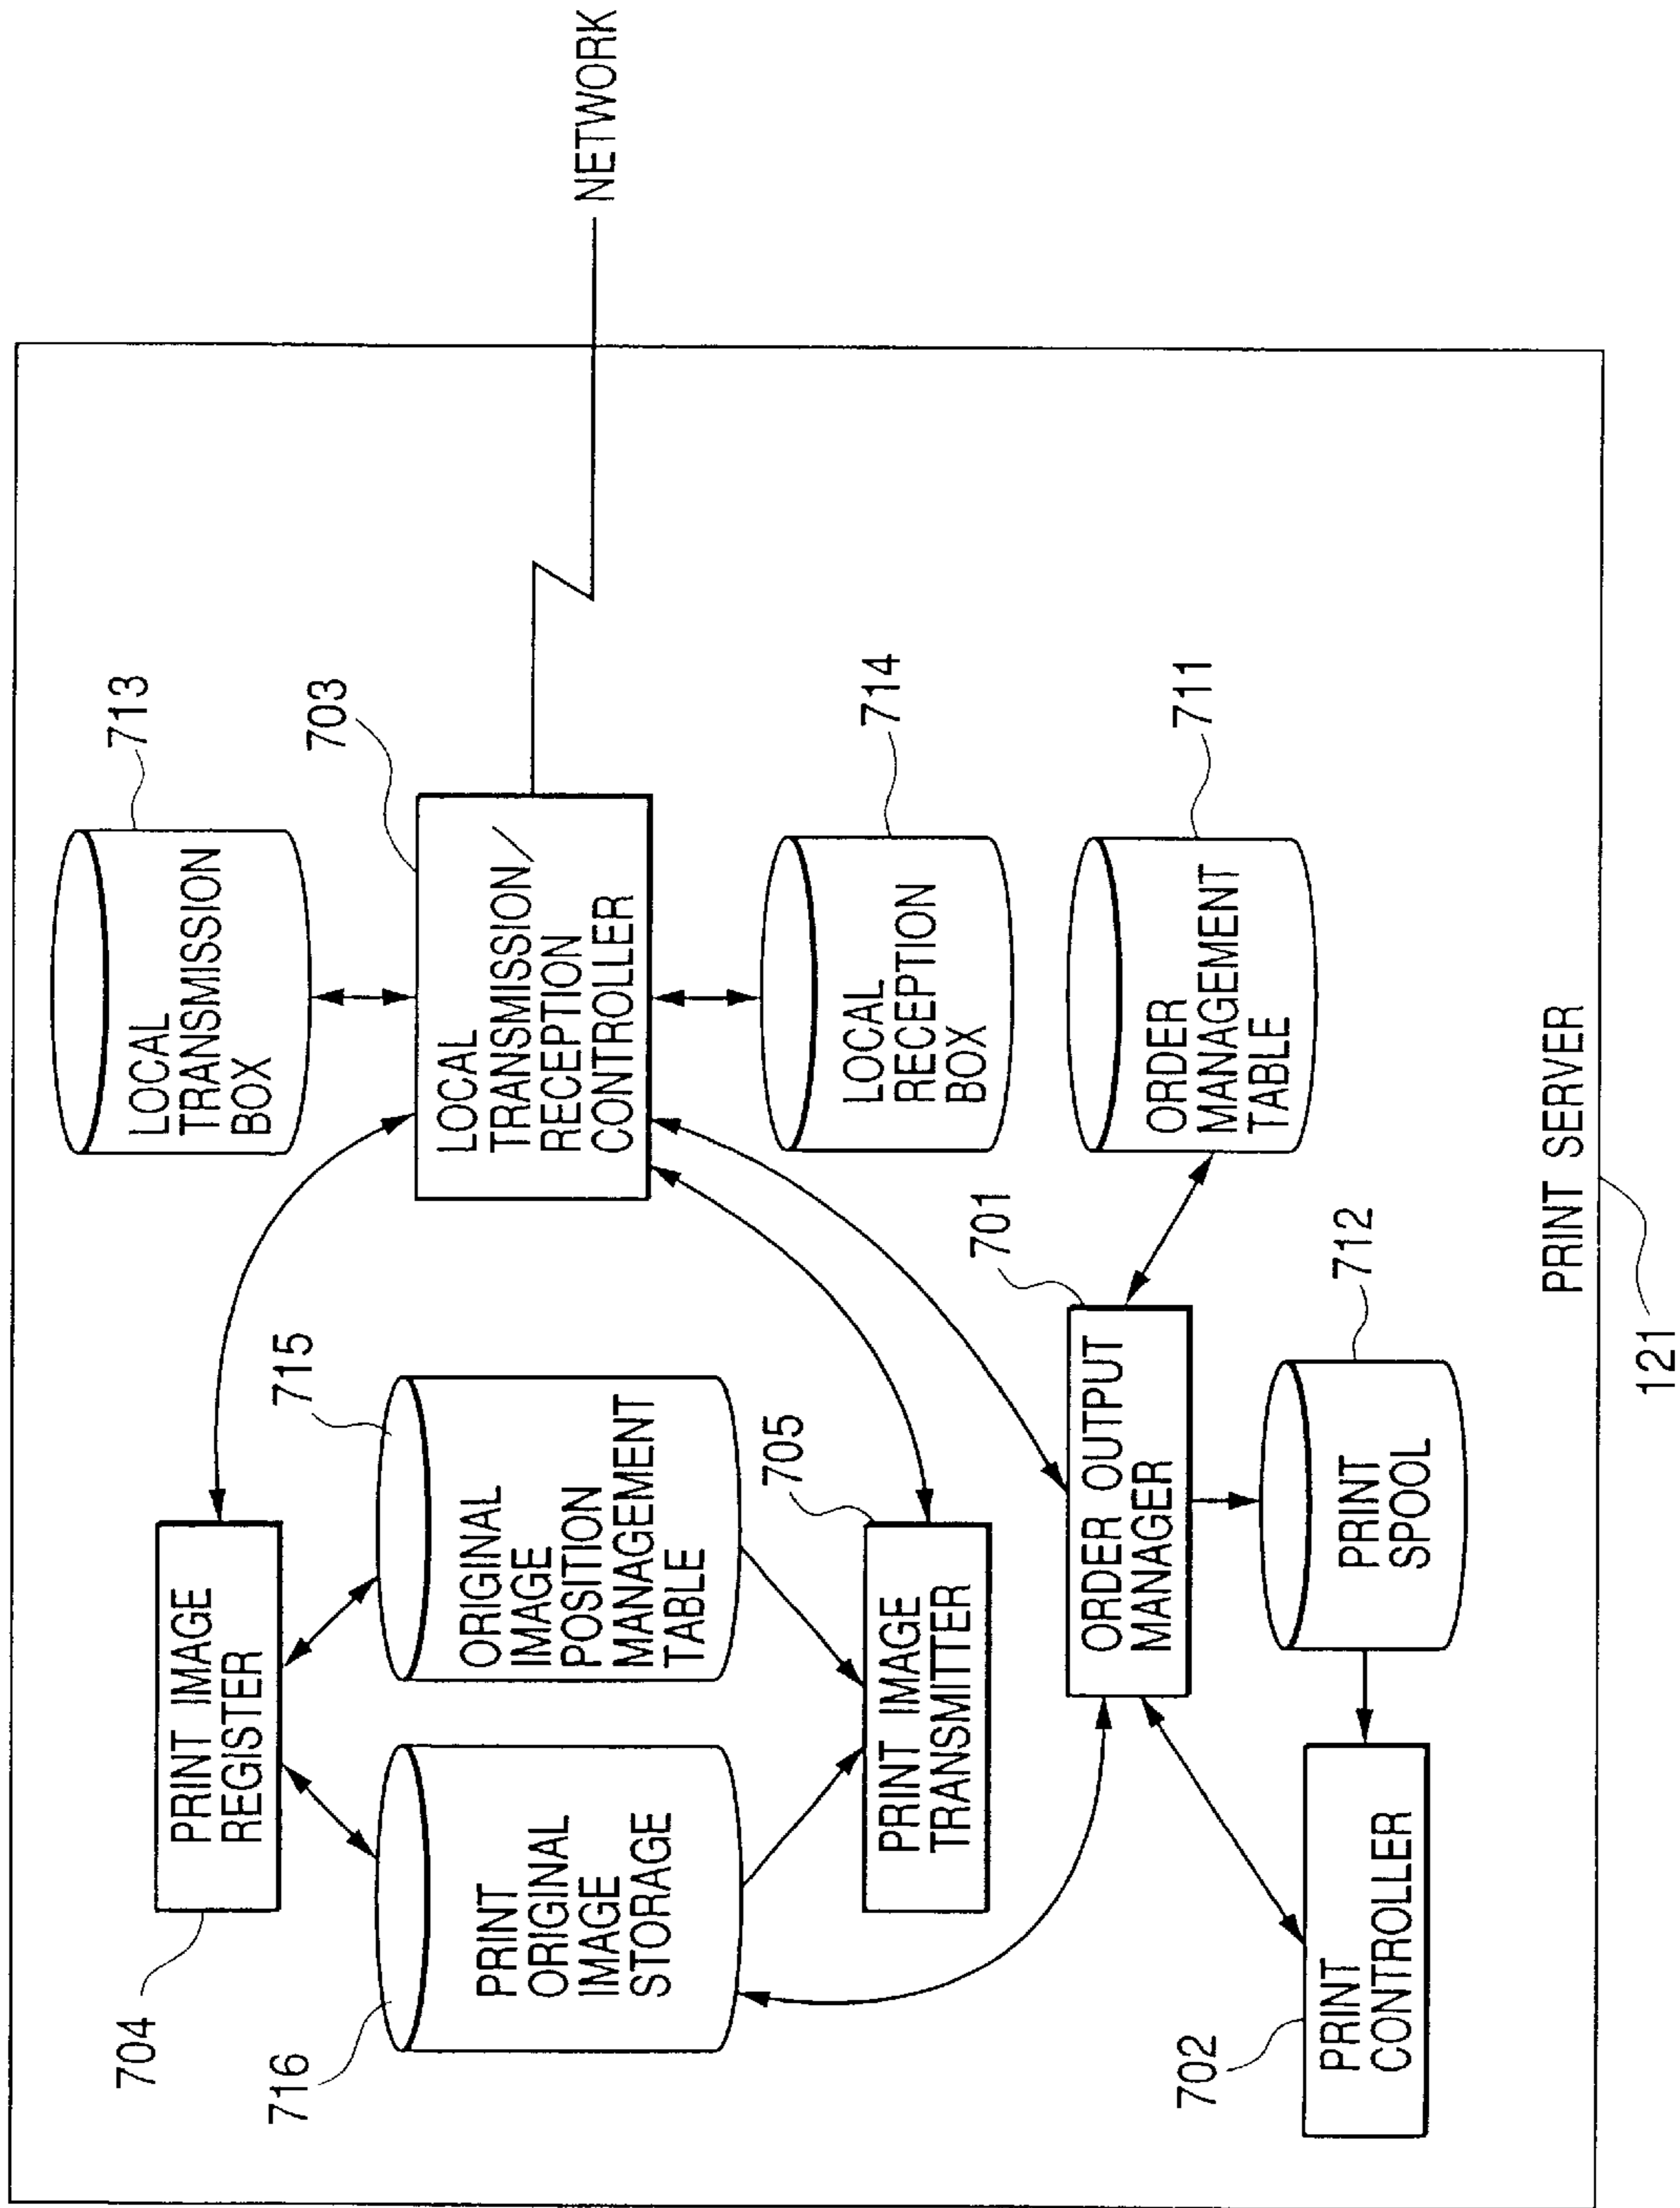 704
PRINT IMAGE
REGISTER
716
PRINT
ORIGINAL
IMAGE
STORAGE
715
ORIGINAL
IMAGE
POSITION
MANAGEMENT
TABLE
705
PRINT IMAGE
TRANSMITTER
713
LOCAL
TRANSMISSION
BOX
703
LOCAL
TRANSMISSION/
RECEPTION
CONTROLLER
NETWORK
714
LOCAL
RECEPTION
BOX
711
ORDER
MANAGEMENT
TABLE
701
ORDER OUTPUT
MANAGER
712
PRINT
SPOOL
702
PRINT
CONTROLLER
PRINT SERVER
121